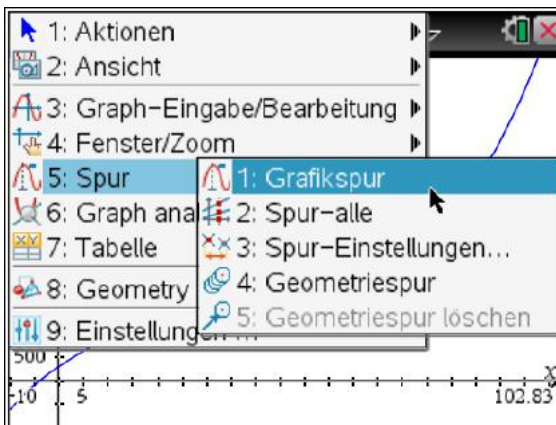 1: Aktionen
2: Ansicht
3: Graph-Eingabe/Bearbeitung
4: Fenster/Zoom
5: Spur
1: Grafikspur
6: Graph anal
2: Spur-alle
7: Tabelle
3: Spur-Einstellungen...
8: Geometry
4: Geometriespur
9: Einstellungen...
5: Geometriespur löschen
500
x
-10
5
102.83